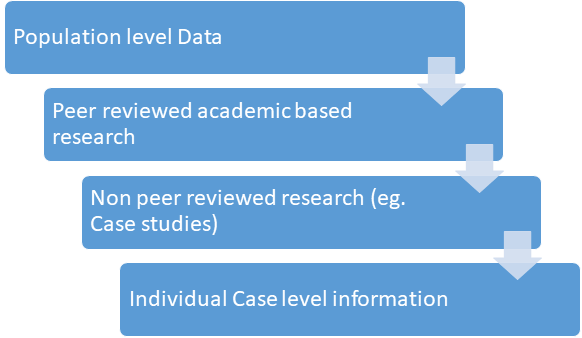 Population level Data
Peer reviewed academic based
research
Non peer reviewed research (eg.
Case studies)
Individual Case level information